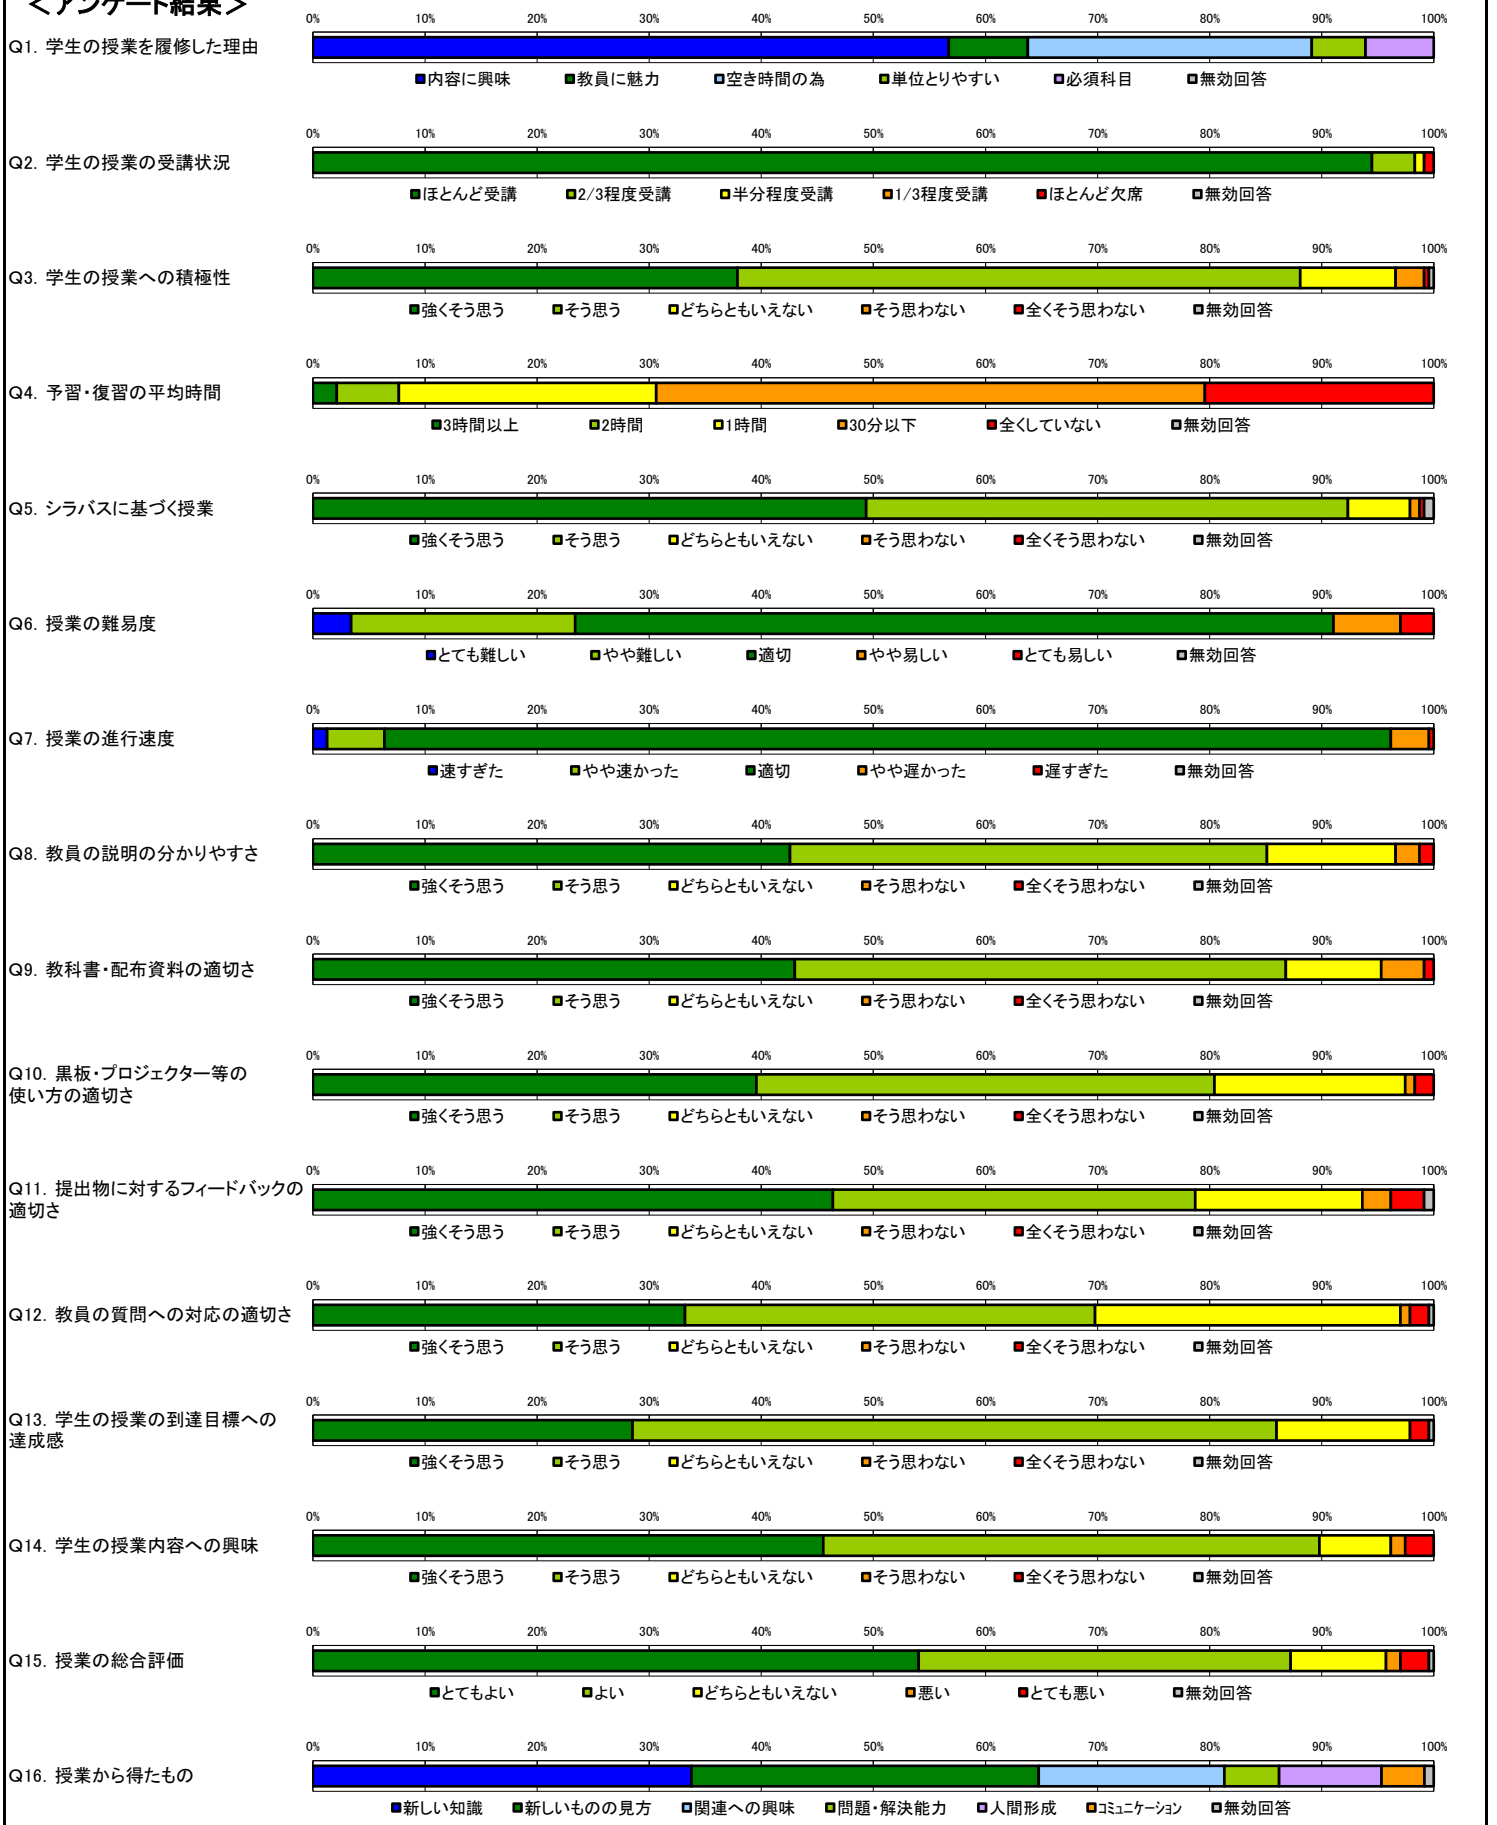 ＜アンケート結果＞
0% 10% 20% 30% 40% 50% 60% 70% 80% 90% 100%
Q1. 学生の授業を履修した理由
内容に興味 教員に魅力 空き時間の為 単位とりやすい 必須科目 無効回答
0% 10% 20% 30% 40% 50% 60% 70% 80% 90% 100%
Q2. 学生の授業の受講状況
ほとんど受講 2/3程度受講 半分程度受講 1/3程度受講 ほとんど欠席 無効回答
0% 10% 20% 30% 40% 50% 60% 70% 80% 90% 100%
Q3. 学生の授業への積極性
強くそう思う そう思う どちらともいえない そう思わない 全くそう思わない 無効回答
0% 10% 20% 30% 40% 50% 60% 70% 80% 90% 100%
Q4. 予習・復習の平均時間
3時間以上 2時間 1時間 30分以下 全くしていない 無効回答
0% 10% 20% 30% 40% 50% 60% 70% 80% 90% 100%
Q5. シラバスに基づく授業
強くそう思う そう思う どちらともいえない そう思わない 全くそう思わない 無効回答
0% 10% 20% 30% 40% 50% 60% 70% 80% 90% 100%
Q6. 授業の難易度
とても難しい やや難しい 適切 やや易しい とても易しい 無効回答
0% 10% 20% 30% 40% 50% 60% 70% 80% 90% 100%
Q7. 授業の進行速度
速すぎた やや速かった 適切 やや遅かった 遅すぎた 無効回答
0% 10% 20% 30% 40% 50% 60% 70% 80% 90% 100%
Q8. 教員の説明の分かりやすさ
強くそう思う そう思う どちらともいえない そう思わない 全くそう思わない 無効回答
0% 10% 20% 30% 40% 50% 60% 70% 80% 90% 100%
Q9. 教科書・配布資料の適切さ
強くそう思う そう思う どちらともいえない そう思わない 全くそう思わない 無効回答
0% 10% 20% 30% 40% 50% 60% 70% 80% 90% 100%
Q10. 黒板・プロジェクター等の
使い方の適切さ
強くそう思う そう思う どちらともいえない そう思わない 全くそう思わない 無効回答
0% 10% 20% 30% 40% 50% 60% 70% 80% 90% 100%
Q11. 提出物に対するフィードバックの
適切さ
強くそう思う そう思う どちらともいえない そう思わない 全くそう思わない 無効回答
0% 10% 20% 30% 40% 50% 60% 70% 80% 90% 100%
Q12. 教員の質問への対応の適切さ
強くそう思う そう思う どちらともいえない そう思わない 全くそう思わない 無効回答
0% 10% 20% 30% 40% 50% 60% 70% 80% 90% 100%
Q13. 学生の授業の到達目標への
達成感
強くそう思う そう思う どちらともいえない そう思わない 全くそう思わない 無効回答
0% 10% 20% 30% 40% 50% 60% 70% 80% 90% 100%
Q14. 学生の授業内容への興味
強くそう思う そう思う どちらともいえない そう思わない 全くそう思わない 無効回答
0% 10% 20% 30% 40% 50% 60% 70% 80% 90% 100%
Q15. 授業の総合評価
とてもよい よい どちらともいえない 悪い とても悪い 無効回答
0% 10% 20% 30% 40% 50% 60% 70% 80% 90% 100%
Q16. 授業から得たもの
新しい知識 新しいものの見方 関連への興味 問題・解決能力 人間形成 ｺﾐｭﾆｹｰｼｮﾝ 無効回答